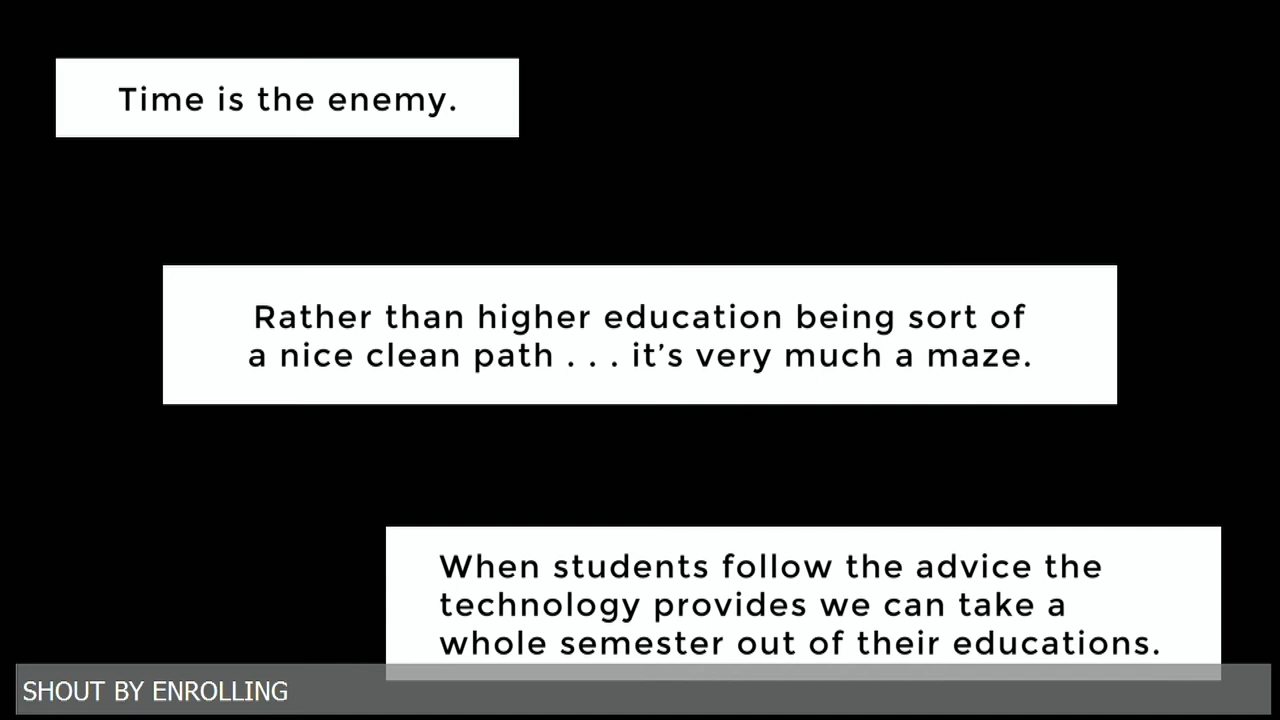 Time is the enemy.
Rather than higher education being sort of
a nice clean path . . . it’s very much a maze.
When students follow the advice the
technology provides we can take a
whole semester out of their educations.
SHOUT BY ENROLLING